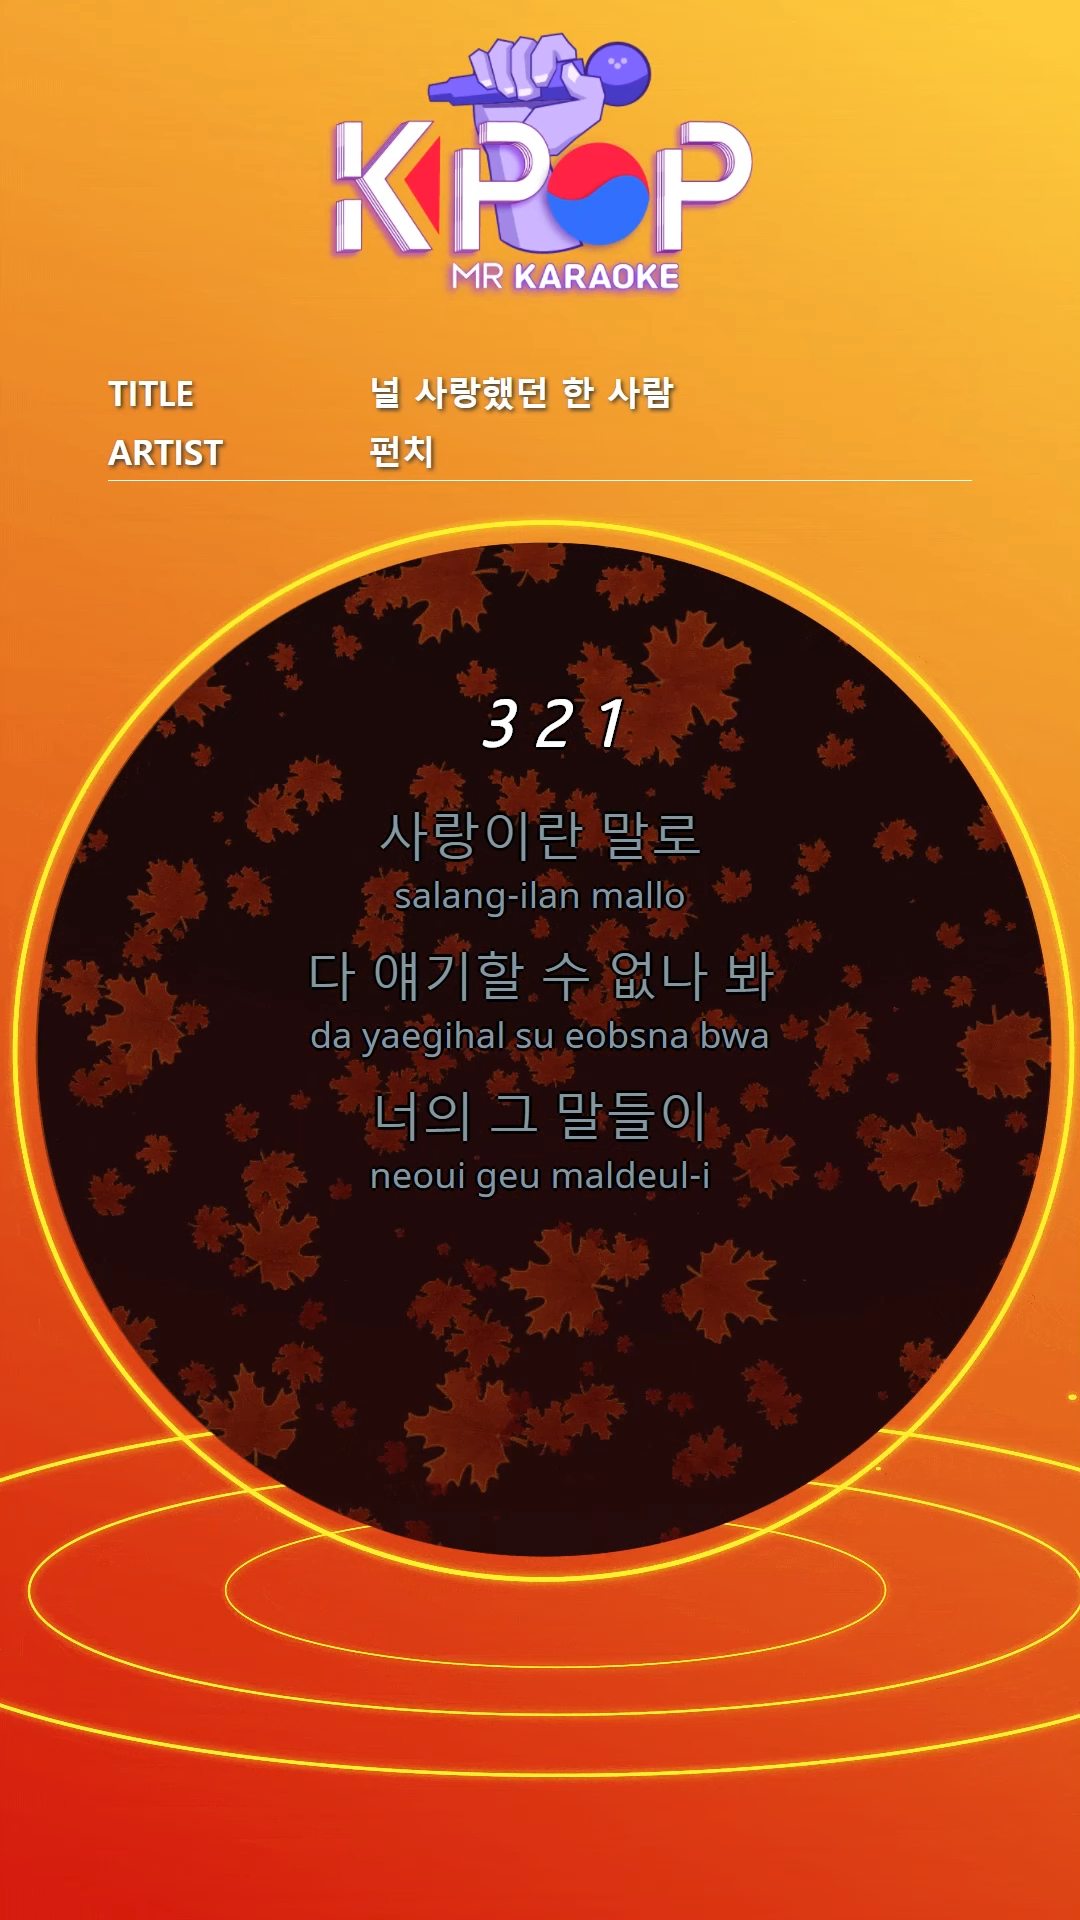 KPOP
MR KARAOKE
TITLE 널 사랑했던 한 사람
ARTIST 펀치
3 2 1
사랑이란 말로
salang-ilan mallo
다 얘기할 수 없나 봐
da yaegihal su eobsna bwa
너의 그 말들이
neoui geu maldeul-i